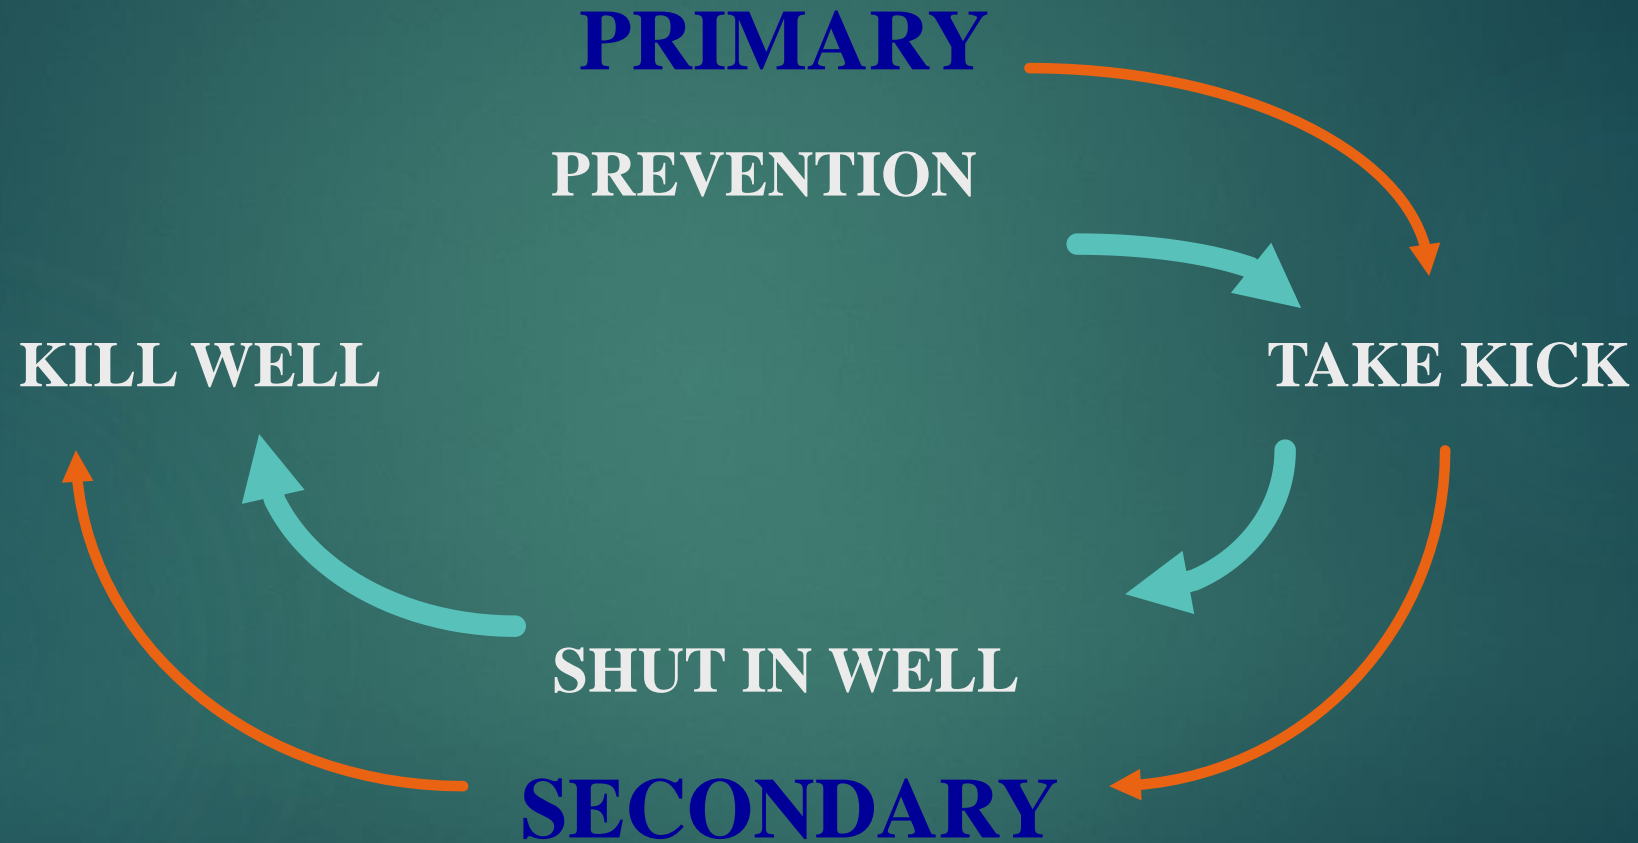 PRIMARY
PREVENTION
KILL WELL
TAKE KICK
SHUT IN WELL
SECONDARY